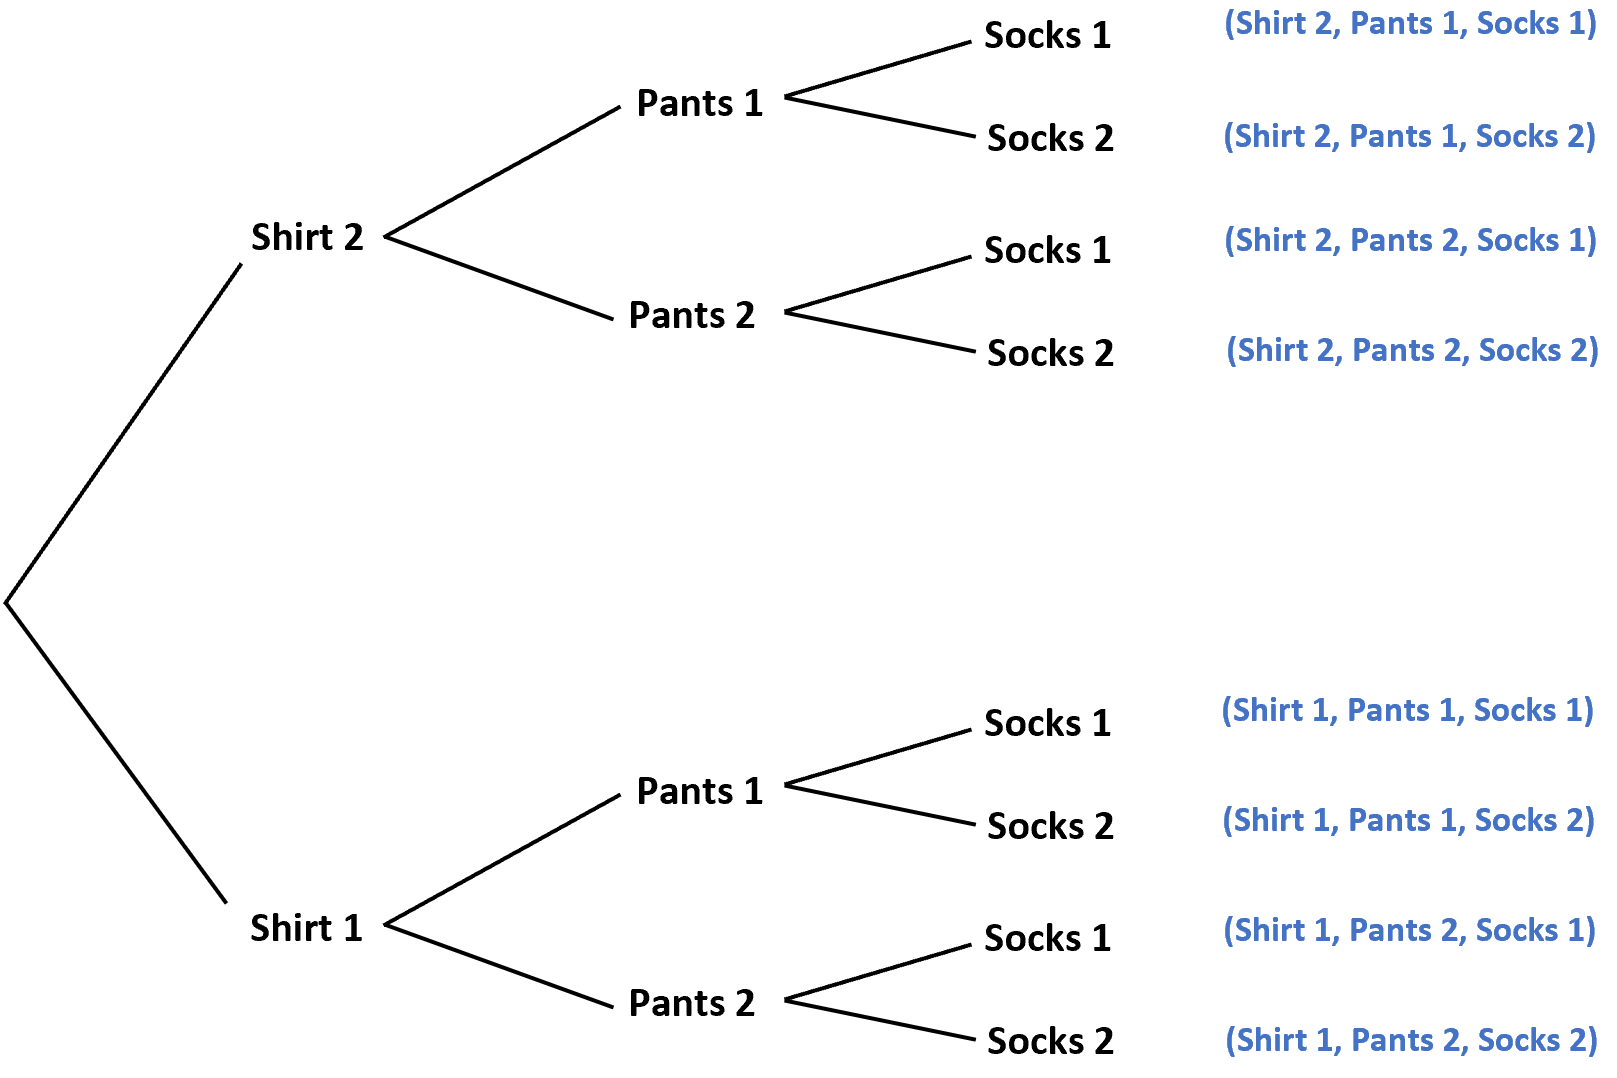 Socks 1
(Shirt 2, Pants 1, Socks 1)
Pants 1
Socks 2
(Shirt 2, Pants 1, Socks 2)
Shirt 2
Socks 1
(Shirt 2, Pants 2, Socks 1)
Pants 2
Socks 2
(Shirt 2, Pants 2, Socks 2)
Socks 1
(Shirt 1, Pants 1, Socks 1)
Pants 1
Socks 2
(Shirt 1, Pants 1, Socks 2)
Shirt 1
Socks 1
(Shirt 1, Pants 2, Socks 1)
Pants 2
Socks 2
(Shirt 1, Pants 2, Socks 2)